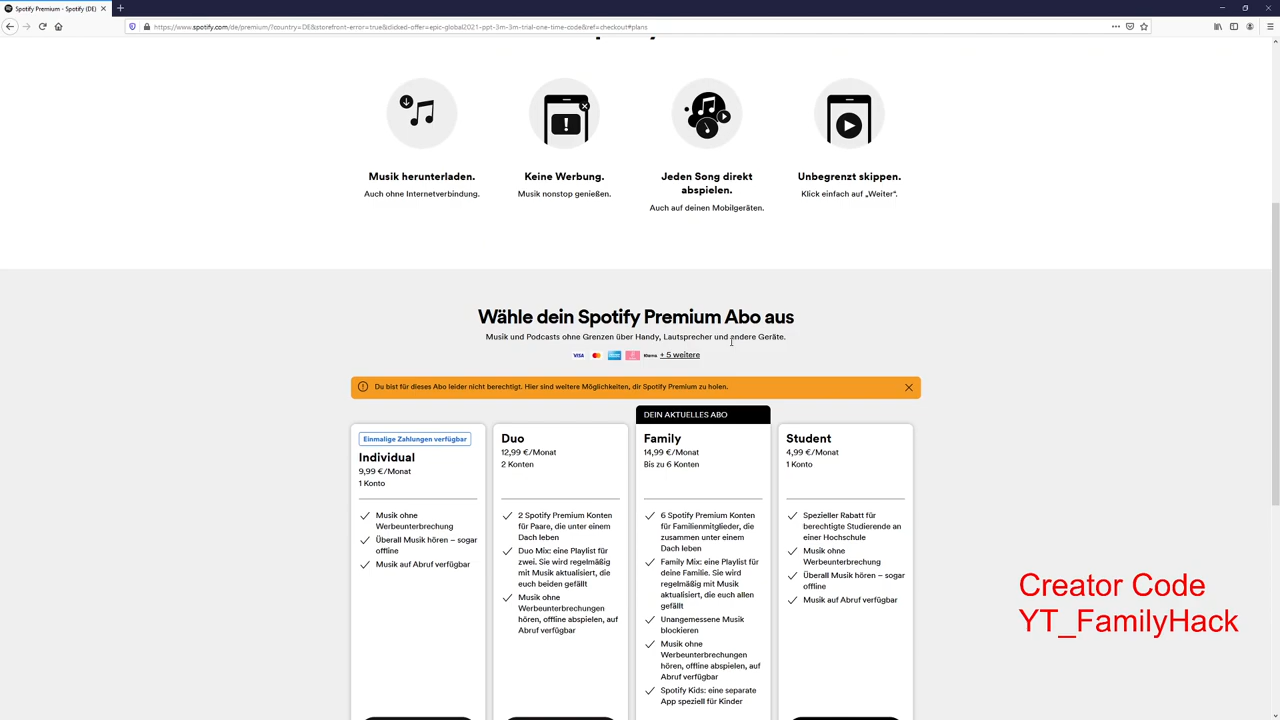 Spotify Premium - Spotify (DE)
https://www.spotify.com/de/premium/?country=DE&storefront-error=true&clicked-offer=epic-global2021-ppt-3m-3m-trial-one-time-code&ref=checkout#plans
Musik herunterladen.
Auch ohne Internetverbindung.
Keine Werbung.
Musik nonstop genießen.
Jeden Song direkt
abspielen.
Auch auf deinen Mobilgeräten.
Unbegrenzt skippen.
Klick einfach auf „Weiter“.
Wähle dein Spotify Premium Abo aus
Musik und Podcasts ohne Grenzen über Handy, Lautsprecher und andere Geräte.
VISA Klarna + 5 weitere
Du bist für dieses Abo leider nicht berechtigt. Hier sind weitere Möglichkeiten, dir Spotify Premium zu holen.
Einmalige Zahlungen verfügbar
Individual
9,99 €/Monat
1 Konto
Musik ohne
Werbeunterbrechung
Überall Musik hören – sogar
offline
Musik auf Abruf verfügbar
Duo
12,99 €/Monat
2 Konten
2 Spotify Premium Konten
für Paare, die unter einem
Dach leben
Duo Mix: eine Playlist für
zwei. Sie wird regelmäßig
mit Musik aktualisiert, die
euch beiden gefällt
Musik ohne
Werbeunterbrechungen
hören, offline abspielen, auf
Abruf verfügbar
DEIN AKTUELLES ABO
Family
14,99 €/Monat
Bis zu 6 Konten
6 Spotify Premium Konten
für Familienmitglieder, die
zusammen unter einem
Dach leben
Family Mix: eine Playlist für
deine Familie. Sie wird
regelmäßig mit Musik
aktualisiert, die euch allen
gefällt
Unangemessene Musik
blockieren
Musik ohne
Werbeunterbrechungen
hören, offline abspielen, auf
Abruf verfügbar
Spotify Kids: eine separate
App speziell für Kinder
Student
4,99 €/Monat
1 Konto
Spezieller Rabatt für
berechtigte Studierende an
einer Hochschule
Musik ohne
Werbeunterbrechung
Überall Musik hören – sogar
offline
Musik auf Abruf verfügbar
Creator Code
YT_FamilyHack